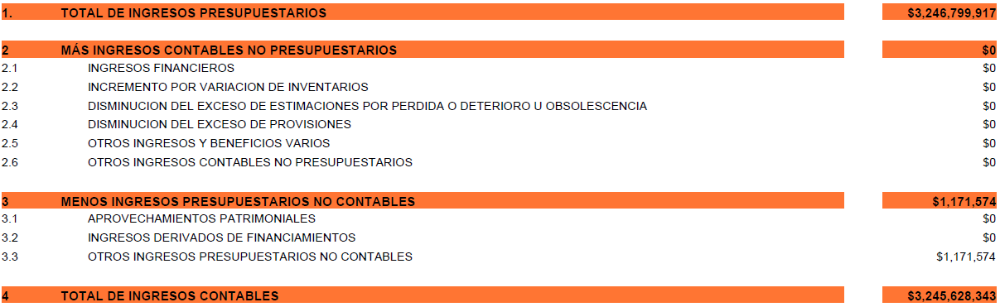 1. TOTAL DE INGRESOS PRESUPUESTARIOS $3,246,799,917
2 MÁS INGRESOS CONTABLES NO PRESUPUESTARIOS $0
2.1 INGRESOS FINANCIEROS $0
2.2 INCREMENTO POR VARIACION DE INVENTARIOS $0
2.3 DISMINUCION DEL EXCESO DE ESTIMACIONES POR PERDIDA O DETERIORO U OBSOLESCENCIA $0
2.4 DISMINUCION DEL EXCESO DE PROVISIONES $0
2.5 OTROS INGRESOS Y BENEFICIOS VARIOS $0
2.6 OTROS INGRESOS CONTABLES NO PRESUPUESTARIOS $0
3 MENOS INGRESOS PRESUPUESTARIOS NO CONTABLES $1,171,574
3.1 APROVECHAMIENTOS PATRIMONIALES $0
3.2 INGRESOS DERIVADOS DE FINANCIAMIENTOS $0
3.3 OTROS INGRESOS PRESUPUESTARIOS NO CONTABLES $1,171,574
4 TOTAL DE INGRESOS CONTABLES $3,245,628,343